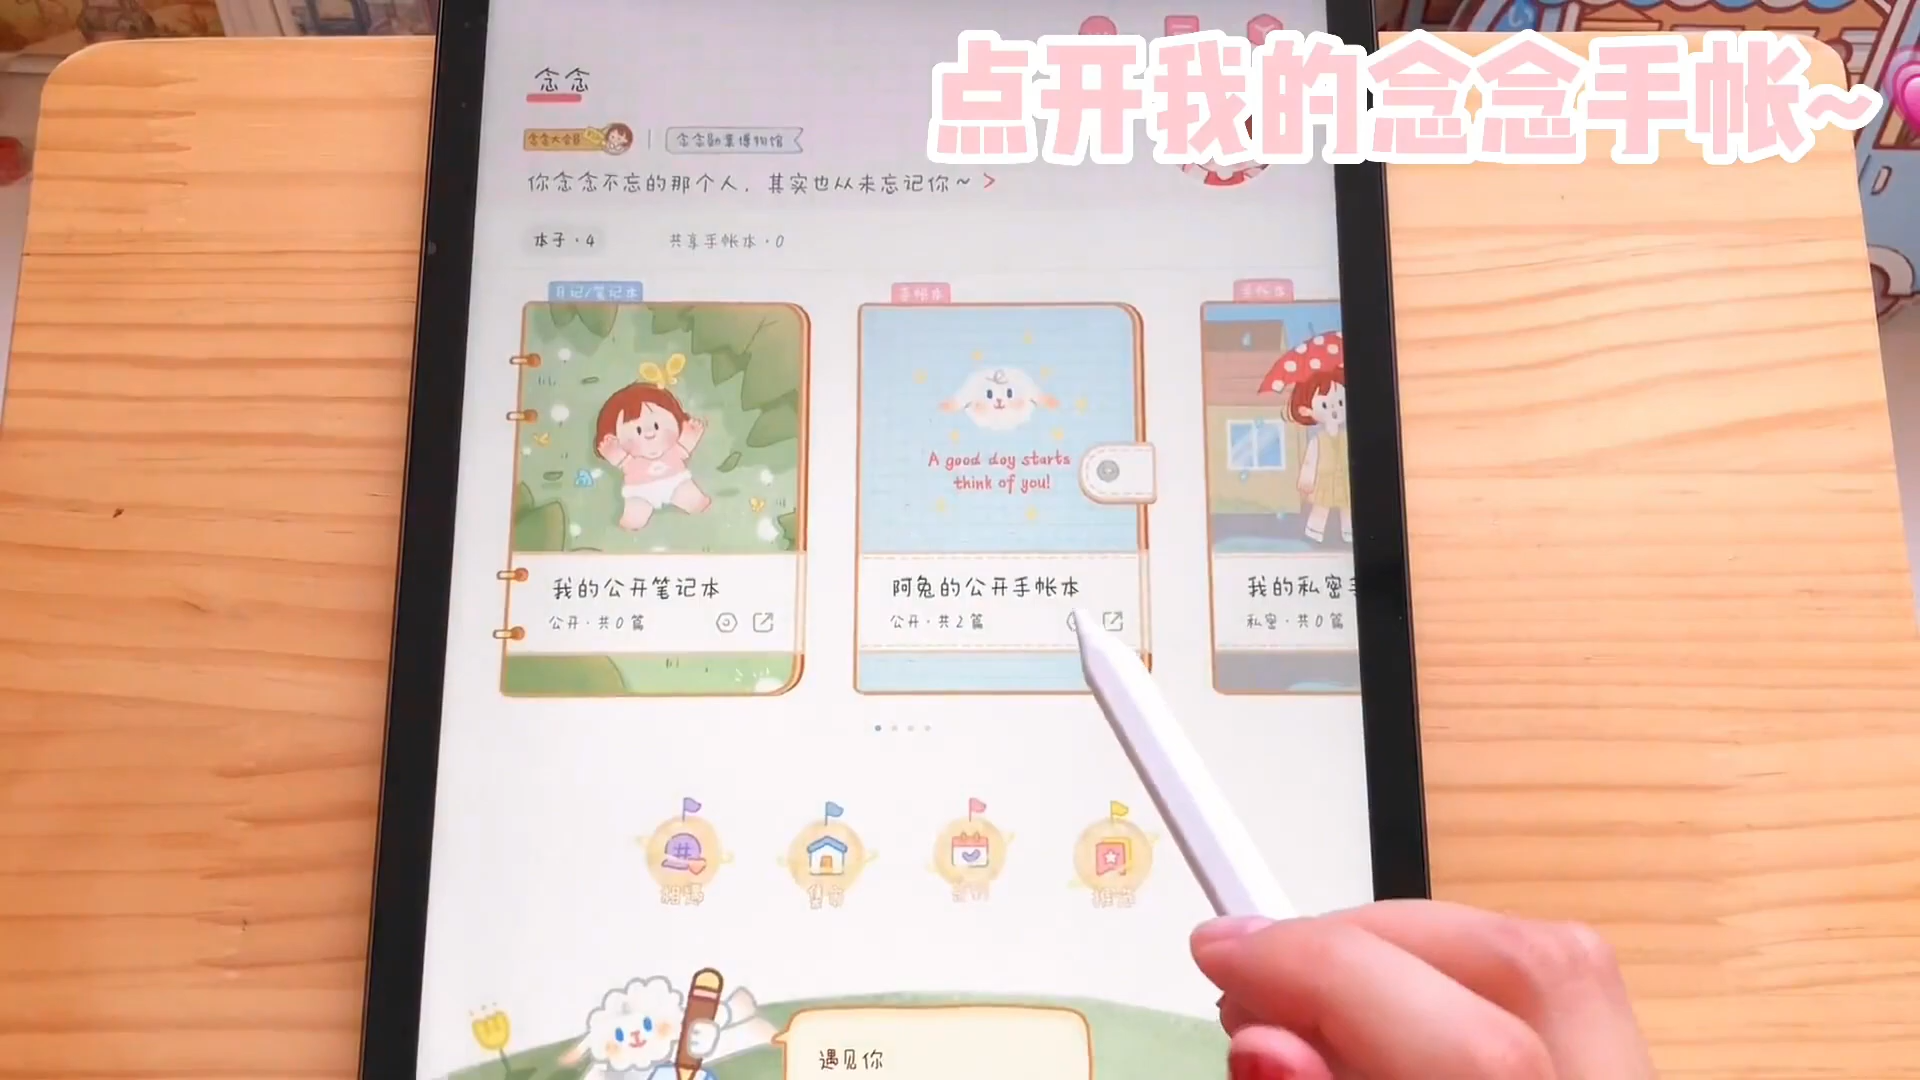 点开我的念念手帐~
念念
念念大会员
念念勋章博物馆
你念念不忘的那个人，其实也从未忘记你~ >
本子·4
共享手帐本·0
日记/笔记本
手帐本
手帐本
A good day starts
think of you!
我的公开笔记本
公开·共0篇
阿兔的公开手帐本
公开·共2篇
我的私密手
私密·共0篇
相遇
集市
遇见你